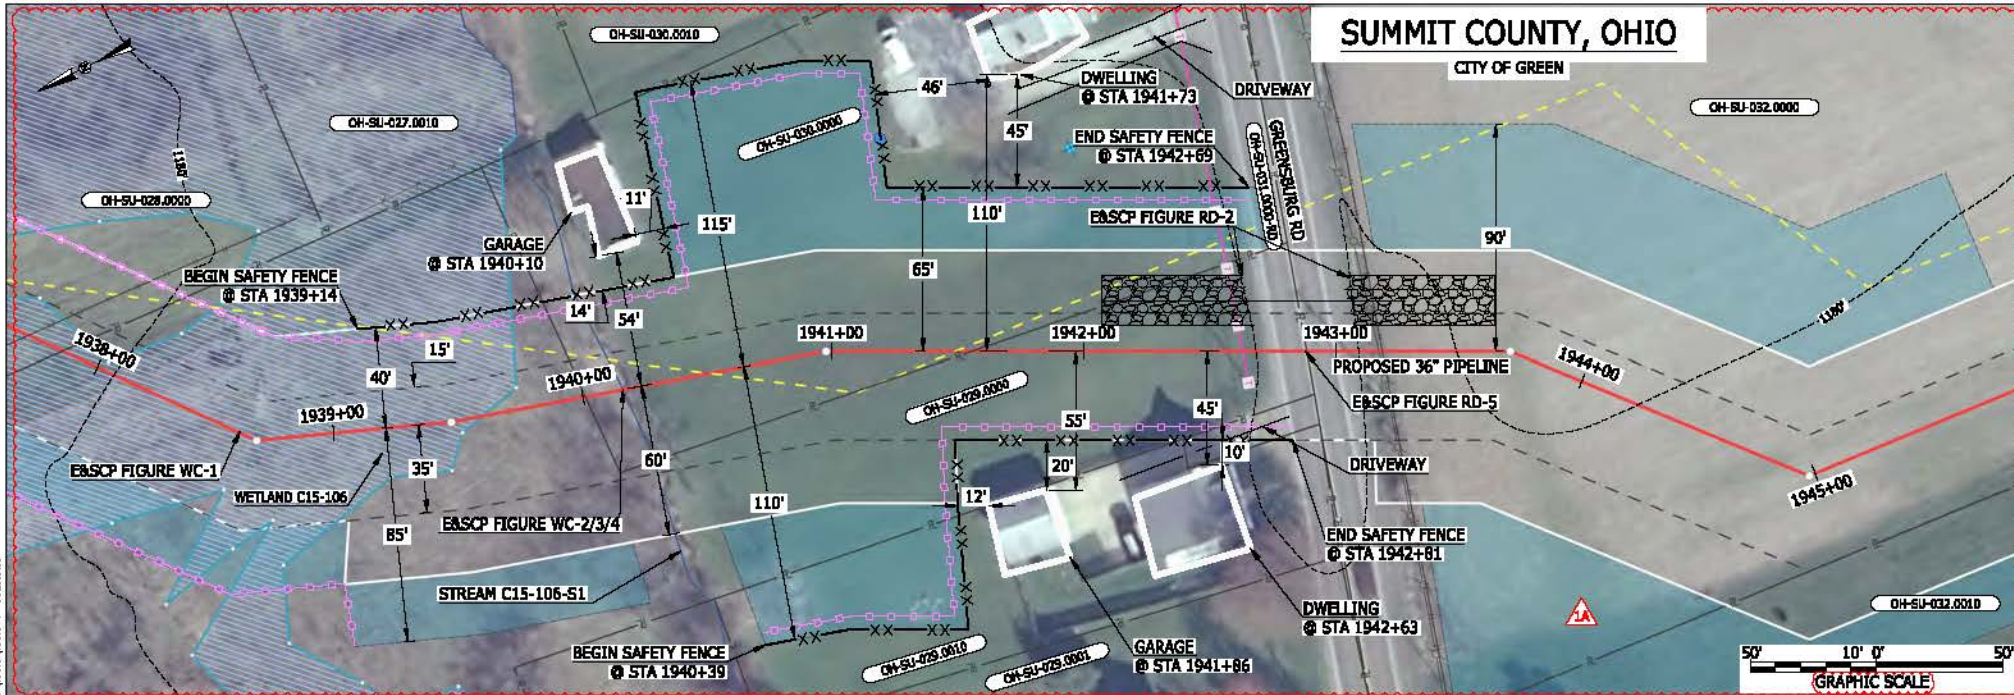 SUMMIT COUNTY, OHIO
CITY OF GREEN
OH-SU-030.0010
OH-SU-027.0010
OH-SU-028.0000
1180'
OH-SU-030.0000
46'
45'
DWELLING
@ STA 1941+73
DRIVEWAY
END SAFETY FENCE
@ STA 1942+69
GREENSBURG RD
OH-SU-031.0000-RD
OH-SU-032.0000
11'
115'
110'
E&SCP FIGURE RD-2
90'
GARAGE
@ STA 1940+10
BEGIN SAFETY FENCE
@ STA 1939+14
65'
14'
54'
15'
40'
1938+00
1939+00
1940+00
1941+00
1942+00
1943+00
1944+00
1945+00
1180'
PROPOSED 36" PIPELINE
E&SCP FIGURE RD-5
OH-SU-029.0000
55'
45'
10'
20'
12'
DRIVEWAY
E&SCP FIGURE WC-1
WETLAND C15-106
35'
85'
60'
110'
E&SCP FIGURE WC-2/3/4
STREAM C15-106-S1
BEGIN SAFETY FENCE
@ STA 1940+39
OH-SU-029.0010
OH-SU-029.0001
GARAGE
@ STA 1941+86
DWELLING
@ STA 1942+63
END SAFETY FENCE
@ STA 1942+81
1A
OH-SU-032.0010
50' 10' 0' 50'
GRAPHIC SCALE